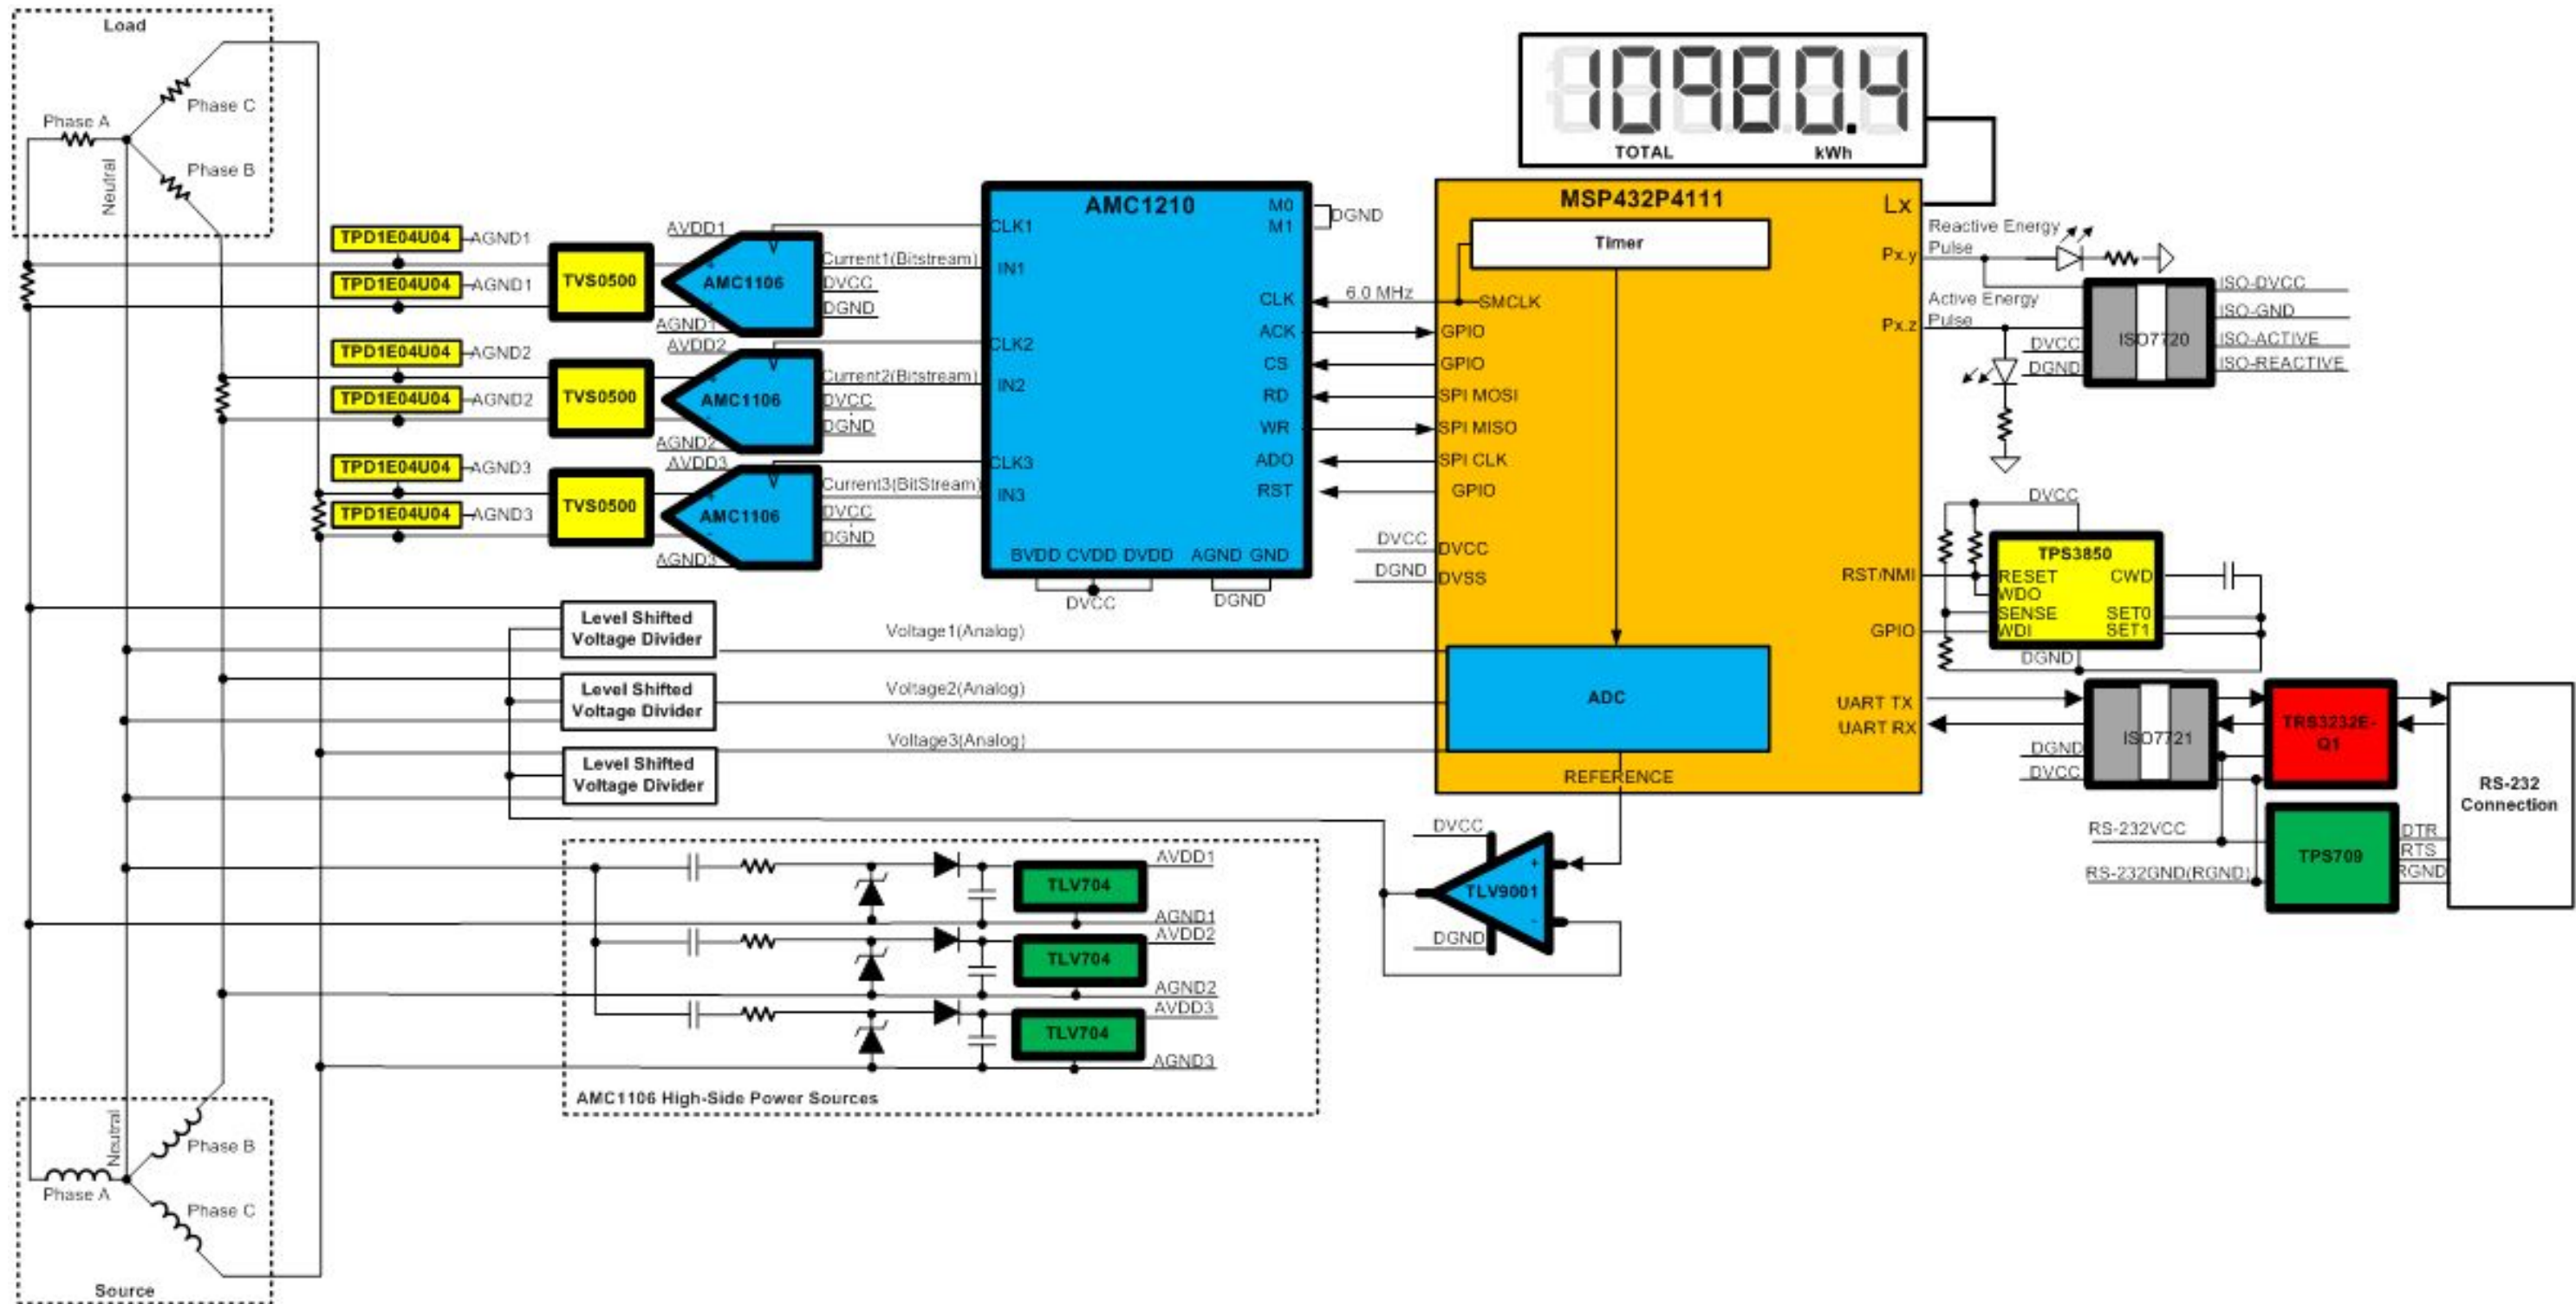 Load
Phase C
Phase A
Phase B
Neutral
TPD1E04U04
AGND1
TPD1E04U04
AGND1
TVS0500
AVDD1
AMC1106
AGND1
Current1(Bitstream)
DVCC
DGND
TPD1E04U04
AGND2
TPD1E04U04
AGND2
TVS0500
AVDD2
AMC1106
AGND2
Current2(Bitstream)
DVCC
DGND
TPD1E04U04
AGND3
TPD1E04U04
AGND3
TVS0500
AVDD3
AMC1106
AGND3
Current3(BitStream)
DVCC
DGND
AMC1210
M0
M1
DGND
CLK1
IN1
CLK2
IN2
CLK3
IN3
CLK
ACK
CS
RD
WR
ADO
RST
BVDD CVDD DVDD AGND GND
DVCC
DGND
6.0 MHz
109804
TOTAL
kWh
MSP432P4111
Lx
Timer
SMCLK
GPIO
GPIO
SPI MOSI
SPI MISO
SPI CLK
GPIO
DVCC
DVCC
DGND
DVSS
Px.y
Px.z
RST/NMI
GPIO
UART TX
UART RX
ADC
REFERENCE
Reactive Energy
Pulse
Active Energy
Pulse
DVCC
DGND
ISO7720
ISO-DVCC
ISO-GND
ISO-ACTIVE
ISO-REACTIVE
DVCC
TPS3850
RESET
WDO
SENSE
WDI
CWD
SET0
SET1
DGND
ISO7721
DGND
DVCC
TRS3232E-
Q1
RS-232
Connection
RS-232VCC
RS-232GND(RGND)
TPS709
DTR
RTS
RGND
Level Shifted
Voltage Divider
Voltage1(Analog)
Level Shifted
Voltage Divider
Voltage2(Analog)
Level Shifted
Voltage Divider
Voltage3(Analog)
DVCC
+
TLV9001
-
DGND
TLV704
AVDD1
AGND1
TLV704
AVDD2
AGND2
TLV704
AVDD3
AGND3
AMC1106 High-Side Power Sources
Neutral
Phase B
Phase A
Phase C
Source